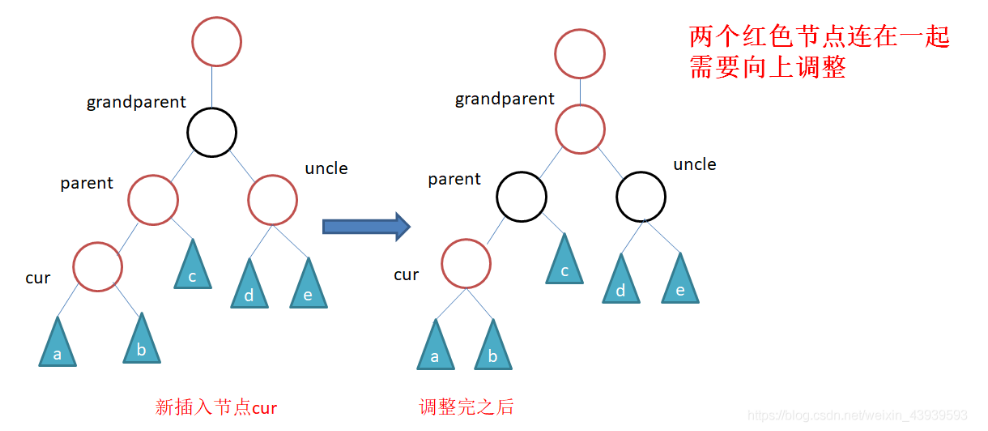 两个红色节点连在一起
需要向上调整
grandparent
parent
uncle
cur
a
b
c
d
e
新插入节点cur
grandparent
parent
uncle
cur
a
b
c
d
e
调整完之后
https://blog.csdn.net/weixin_43939593